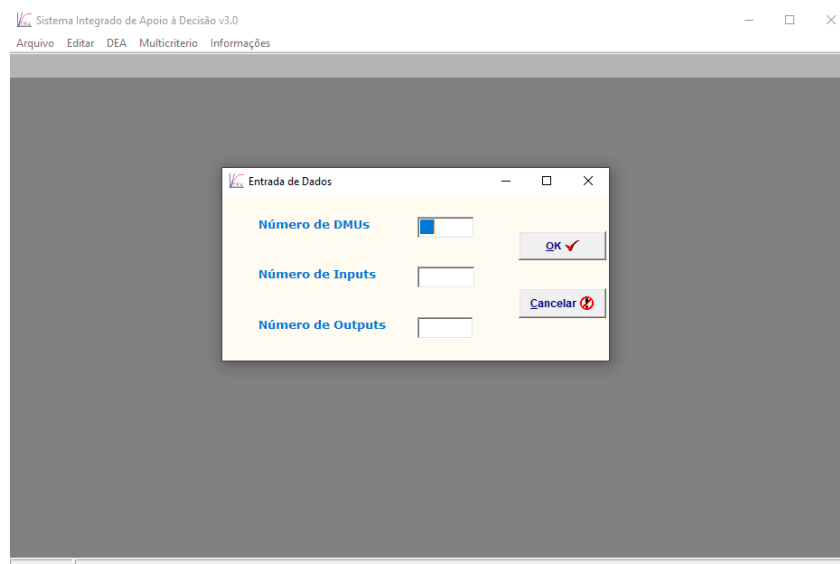 Sistema Integrado de Apoio à Decisão v3.0
Arquivo Editar DEA Multicriterio Informações
Entrada de Dados
Número de DMUs
OK
Número de Inputs
Cancelar
Número de Outputs